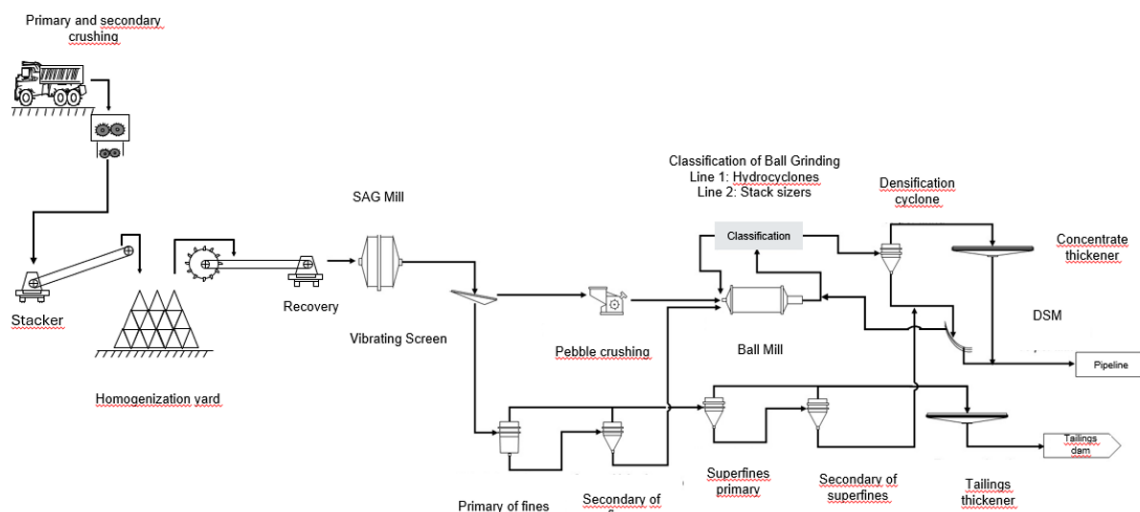 Primary and secondary
crushing
Classification of Ball Grinding
Line 1: Hydrocyclones
Line 2: Stack sizers
Densification
cyclone
SAG Mill
Classification
Concentrate
thickener
Recovery
Stacker
DSM
Vibrating Screen
Pebble crushing
Ball Mill
Pipeline
Homogenization yard
Tailings
dam
Superfines
primary
Secondary of
superfines
Tailings
thickener
Primary of fines
Secondary of